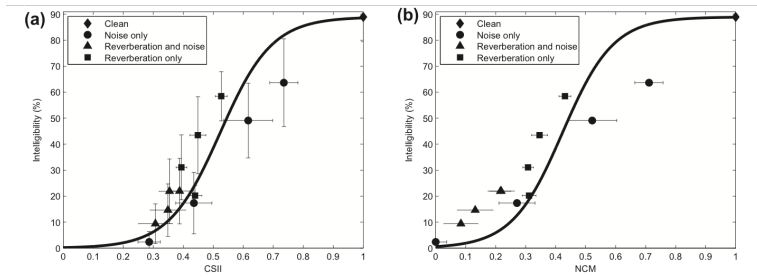 (a)
90
80
70
60
50
40
30
20
10
0
Intelligibility (%)
Clean
Noise only
Reverberation and noise
Reverberation only
0 0.1 0.2 0.3 0.4 0.5 0.6 0.7 0.8 0.9 1
CSII
(b)
90
80
70
60
50
40
30
20
10
0
Intelligibility (%)
Clean
Noise only
Reverberation and noise
Reverberation only
0 0.1 0.2 0.3 0.4 0.5 0.6 0.7 0.8 0.9 1
NCM